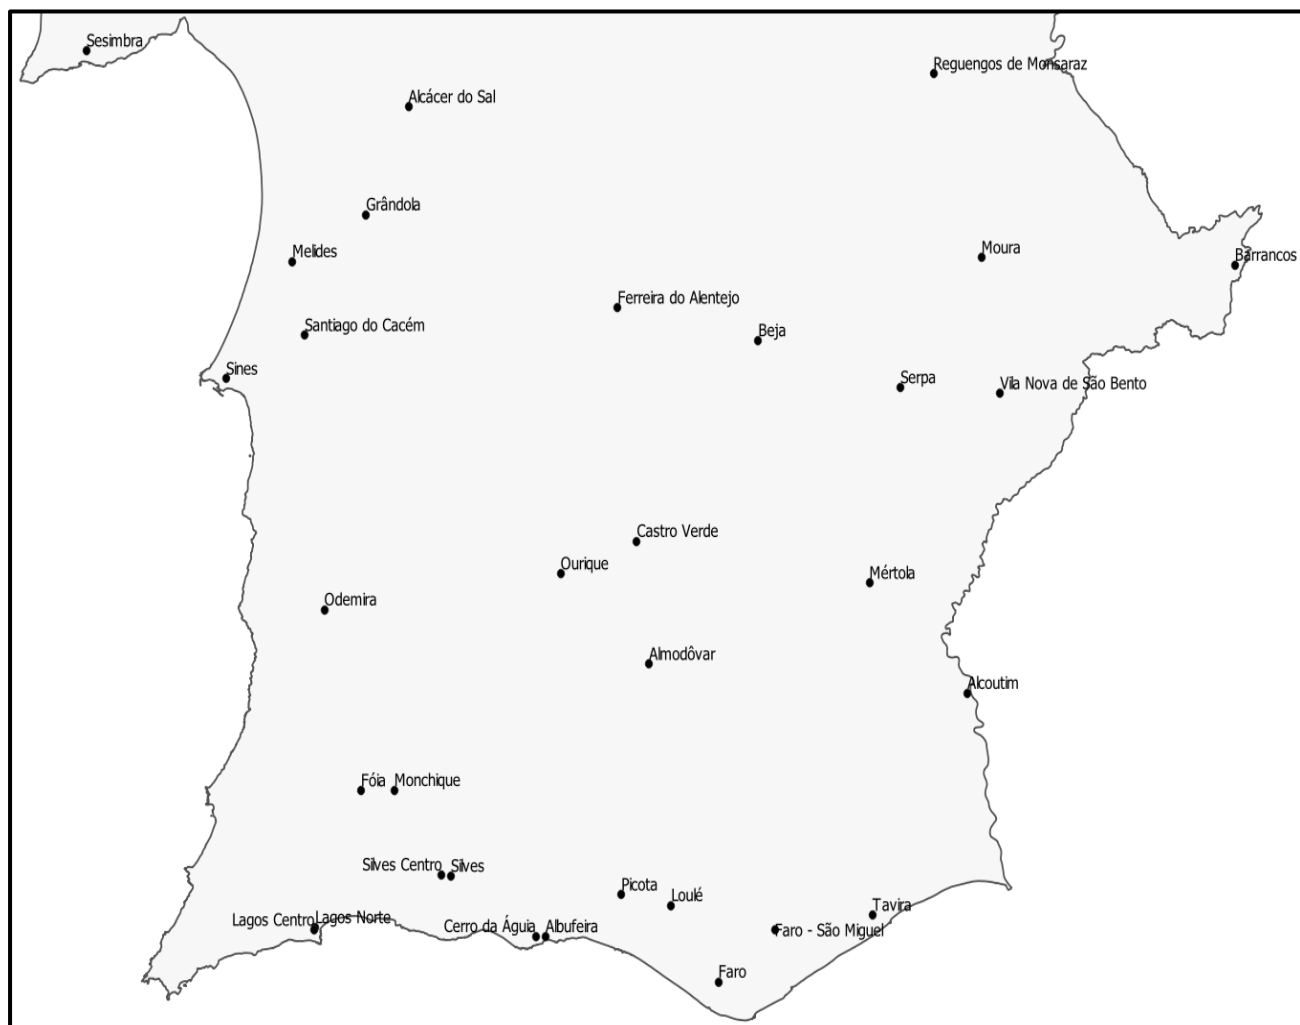 Sesimbra
Reguengos de Monsaraz
Alcácer do Sal
Grândola
Melides
Moura
Barrancos
Ferreira do Alentejo
Santiago do Cacém
Beja
Sines
Serpa
Vila Nova de São Bento
Castro Verde
Ourique
Mértola
Odemira
Almodôvar
Alcoutim
Fóia
Monchique
Silves Centro
Silves
Picota
Loulé
Tavira
Lagos Centro
Lagos Norte
Cerro da Águia
Albufeira
Faro - São Miguel
Faro